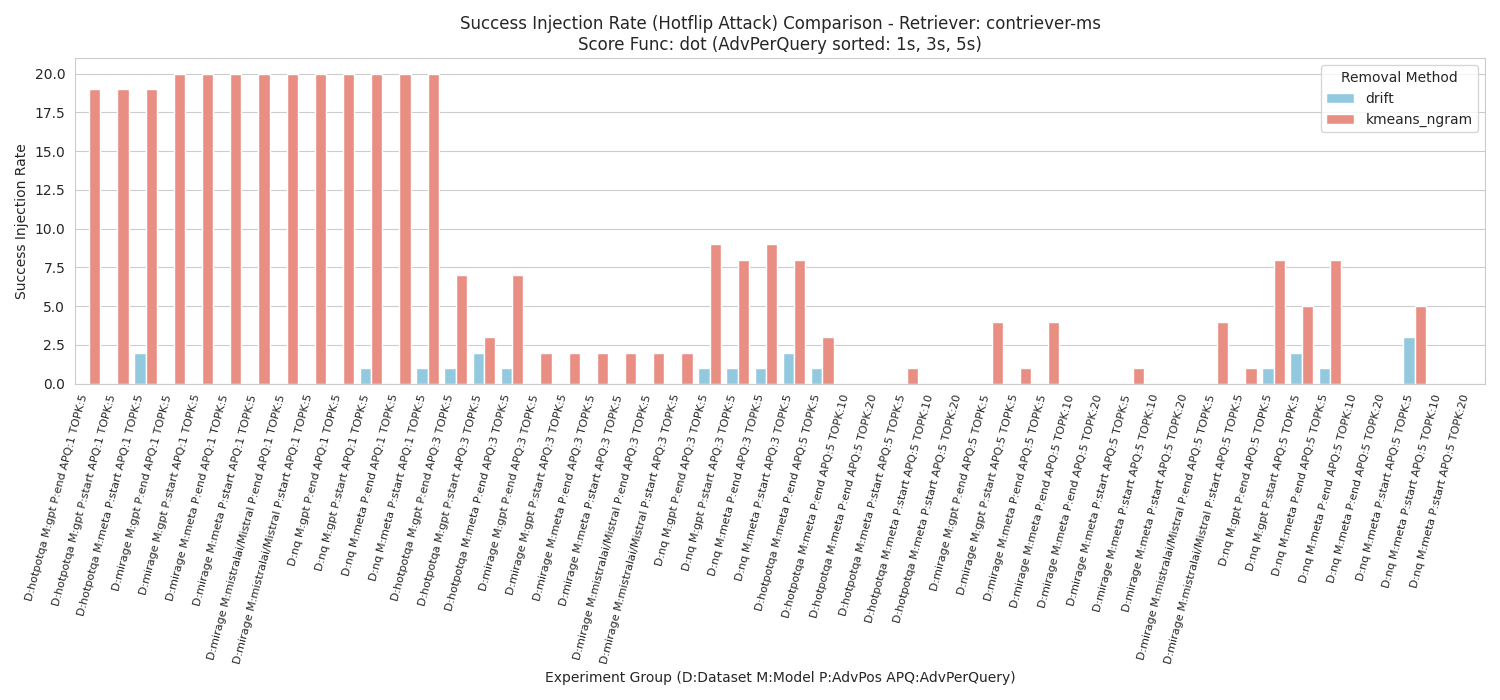 Success Injection Rate (Hotflip Attack) Comparison - Retriever: contriever-ms
Score Func: dot (AdvPerQuery sorted: 1s, 3s, 5s)
Removal Method
drift
kmeans_ngram
Success Injection Rate
20.0
17.5
15.0
12.5
10.0
7.5
5.0
2.5
0.0
D:hotpotqa M:gpt P:end APQ:1 TOPK:5
D:hotpotqa M:gpt P:start APQ:1 TOPK:5
D:hotpotqa M:meta P:start APQ:1 TOPK:5
D:mirage M:gpt P:end APQ:1 TOPK:5
D:mirage M:gpt P:start APQ:1 TOPK:5
D:mirage M:meta P:end APQ:1 TOPK:5
D:mirage M:meta P:start APQ:1 TOPK:5
D:mirage M:mistralai/Mistral P:end APQ:1 TOPK:5
D:mirage M:mistralai/Mistral P:start APQ:1 TOPK:5
D:nq M:gpt P:end APQ:1 TOPK:5
D:nq M:gpt P:start APQ:1 TOPK:5
D:nq M:meta P:end APQ:1 TOPK:5
D:nq M:meta P:start APQ:1 TOPK:5
D:hotpotqa M:gpt P:end APQ:3 TOPK:5
D:hotpotqa M:gpt P:start APQ:3 TOPK:5
D:hotpotqa M:meta P:end APQ:3 TOPK:5
D:mirage M:gpt P:end APQ:3 TOPK:5
D:mirage M:gpt P:start APQ:3 TOPK:5
D:mirage M:meta P:end APQ:3 TOPK:5
D:mirage M:meta P:start APQ:3 TOPK:5
D:mirage M:mistralai/Mistral P:end APQ:3 TOPK:5
D:mirage M:mistralai/Mistral P:start APQ:3 TOPK:5
D:nq M:gpt P:end APQ:3 TOPK:5
D:nq M:gpt P:start APQ:3 TOPK:5
D:nq M:meta P:end APQ:3 TOPK:5
D:nq M:meta P:start APQ:3 TOPK:5
D:hotpotqa M:meta P:end APQ:5 TOPK:5
D:hotpotqa M:meta P:end APQ:5 TOPK:10
D:hotpotqa M:meta P:end APQ:5 TOPK:20
D:hotpotqa M:meta P:start APQ:5 TOPK:5
D:hotpotqa M:meta P:start APQ:5 TOPK:10
D:hotpotqa M:meta P:start APQ:5 TOPK:20
D:mirage M:gpt P:end APQ:5 TOPK:5
D:mirage M:gpt P:start APQ:5 TOPK:5
D:mirage M:meta P:end APQ:5 TOPK:5
D:mirage M:meta P:end APQ:5 TOPK:10
D:mirage M:meta P:end APQ:5 TOPK:20
D:mirage M:meta P:start APQ:5 TOPK:5
D:mirage M:meta P:start APQ:5 TOPK:10
D:mirage M:meta P:start APQ:5 TOPK:20
D:mirage M:mistralai/Mistral P:end APQ:5 TOPK:5
D:mirage M:mistralai/Mistral P:start APQ:5 TOPK:5
D:nq M:gpt P:end APQ:5 TOPK:5
D:nq M:gpt P:start APQ:5 TOPK:5
D:nq M:meta P:end APQ:5 TOPK:5
D:nq M:meta P:end APQ:5 TOPK:10
D:nq M:meta P:end APQ:5 TOPK:20
D:nq M:meta P:start APQ:5 TOPK:5
D:nq M:meta P:start APQ:5 TOPK:10
D:nq M:meta P:start APQ:5 TOPK:20
Experiment Group (D:Dataset M:Model P:AdvPos APQ:AdvPerQuery)